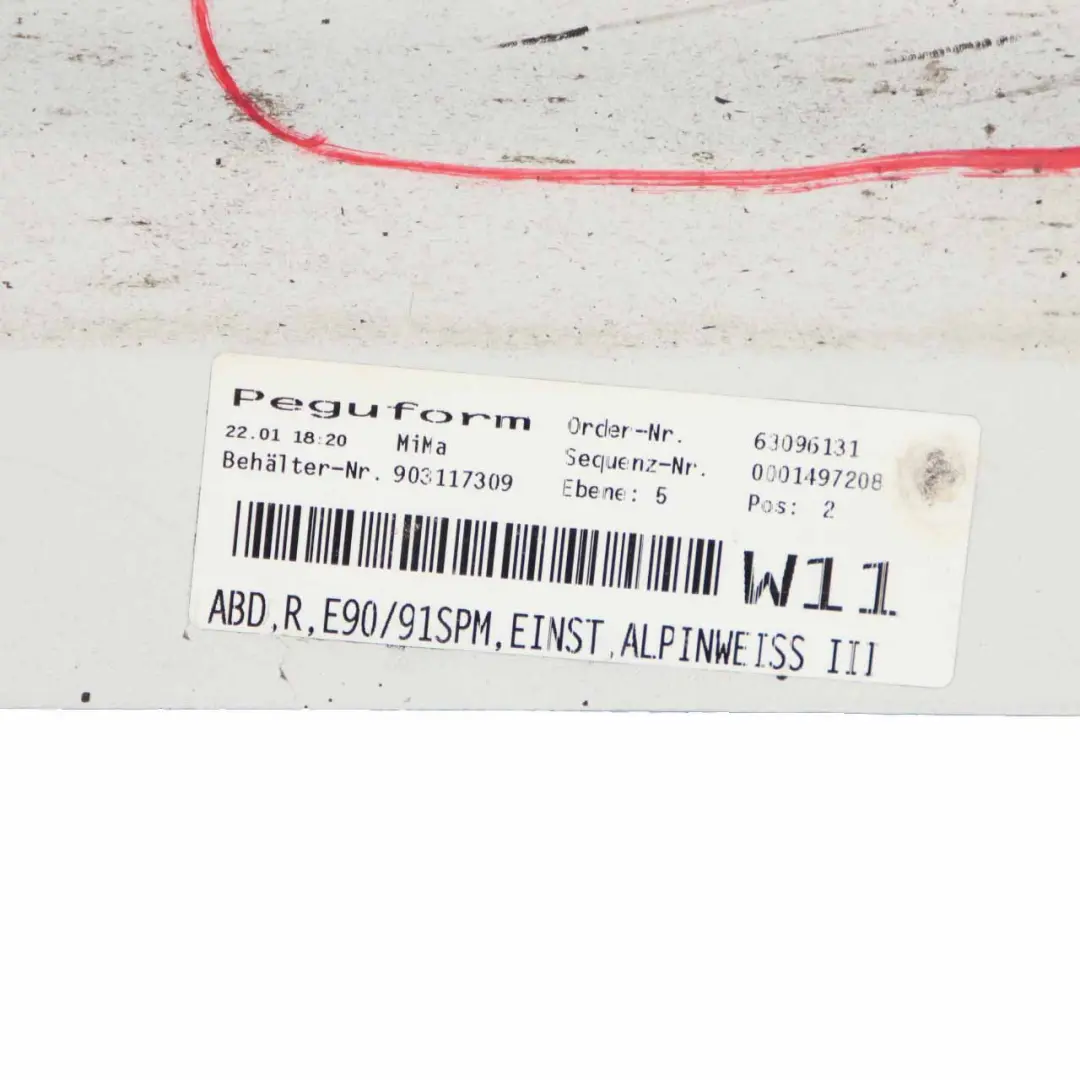 Peguform
22.01 18:20 MiMa
Behälter-Nr. 903117309
Order-Nr. 63096131
Sequenz-Nr. 0001497208
Ebene: 5 Pos: 2
W11
ABD,R,E90/91SPM,EINST,ALPINWEISS III